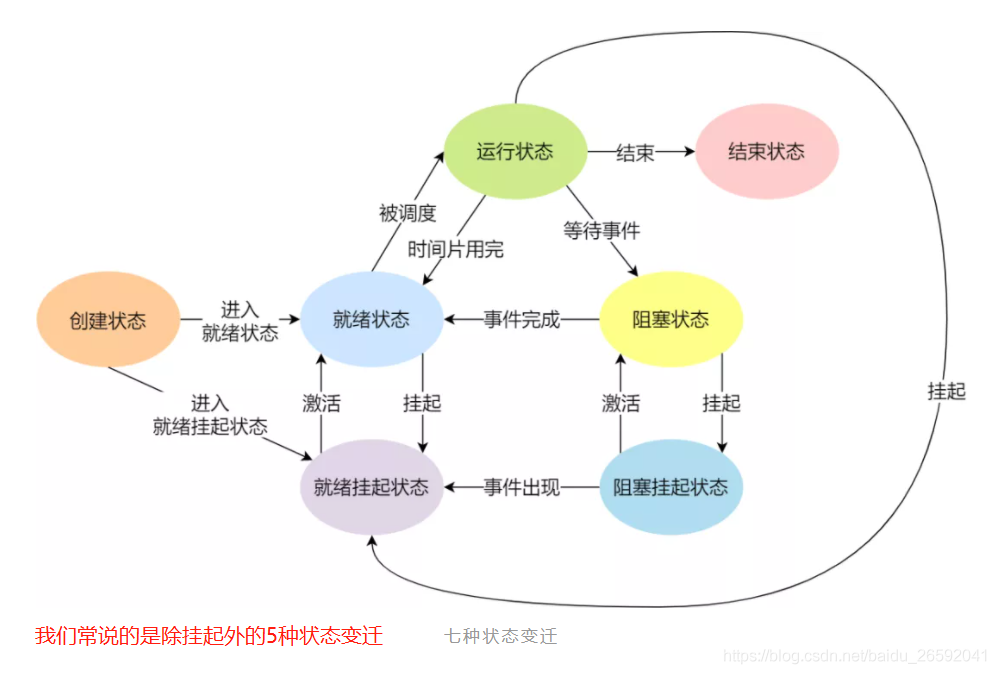 运行状态
结束
结束状态
被调度
时间片用完
等待事件
创建状态
进入
就绪状态
就绪状态
事件完成
阻塞状态
进入
就绪挂起状态
激活
挂起
激活
挂起
挂起
就绪挂起状态
事件出现
阻塞挂起状态
我们常说的是除挂起外的5种状态变迁
七种状态变迁
https://blog.csdn.net/baidu_26592041